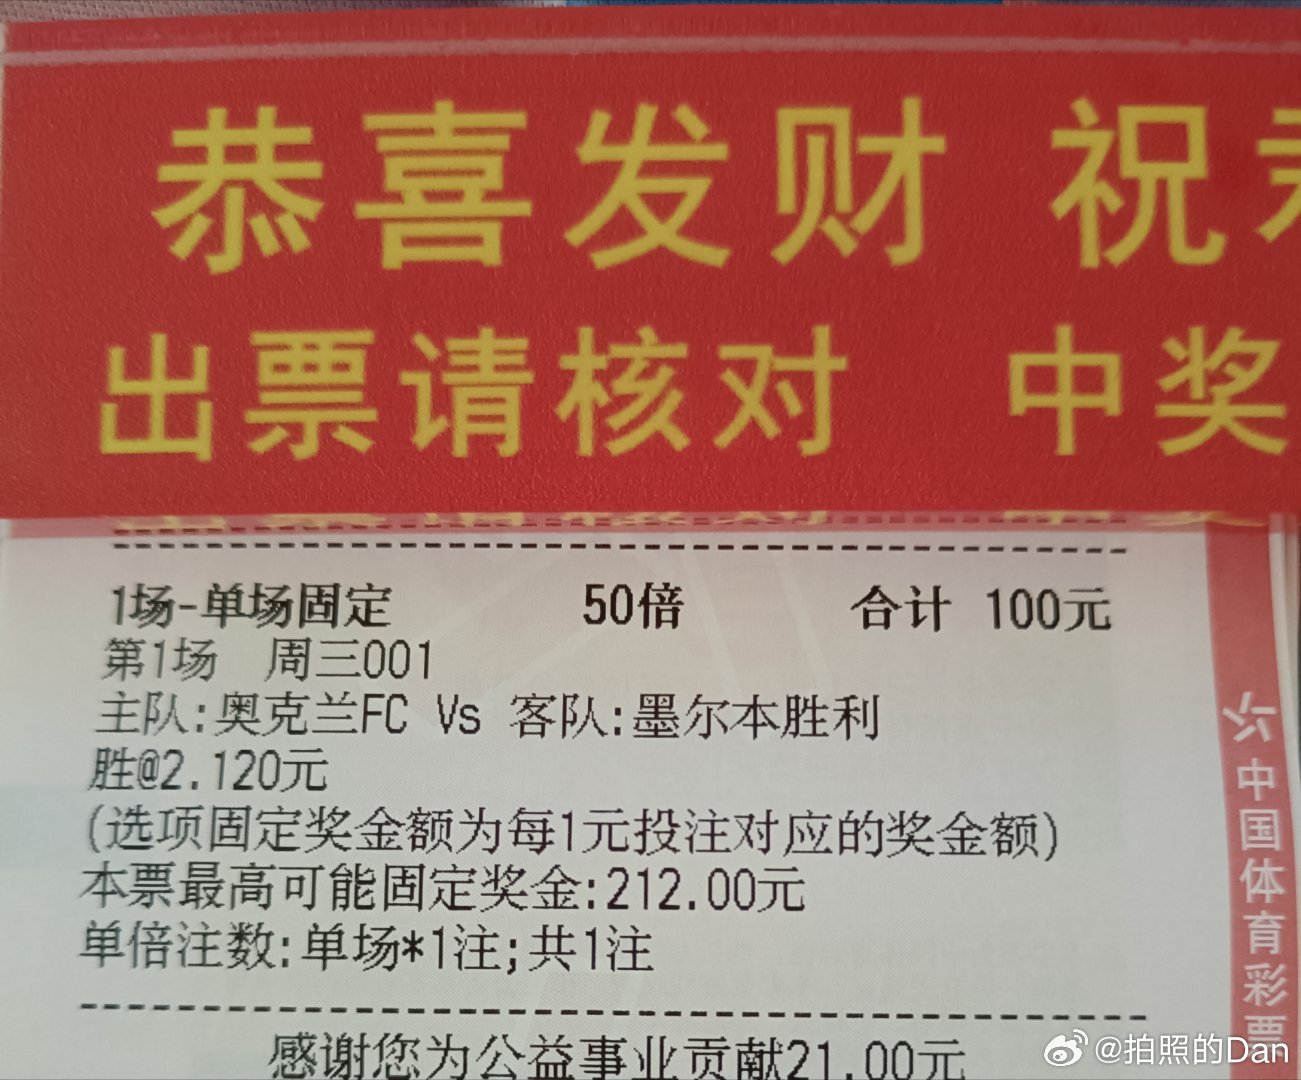 恭喜发财 祝
出票请核对 中奖
1场-单场固定 50倍 合计 100元
第1场 周三001
主队:奥克兰FC Vs 客队:墨尔本胜利
胜@2.120元
(选项固定奖金额为每1元投注对应的奖金额)
本票最高可能固定奖金:212.00元
单倍注数:单场*1注;共1注
感谢您为公益事业贡献21.00元
中国体育彩票
@拍照的Dan